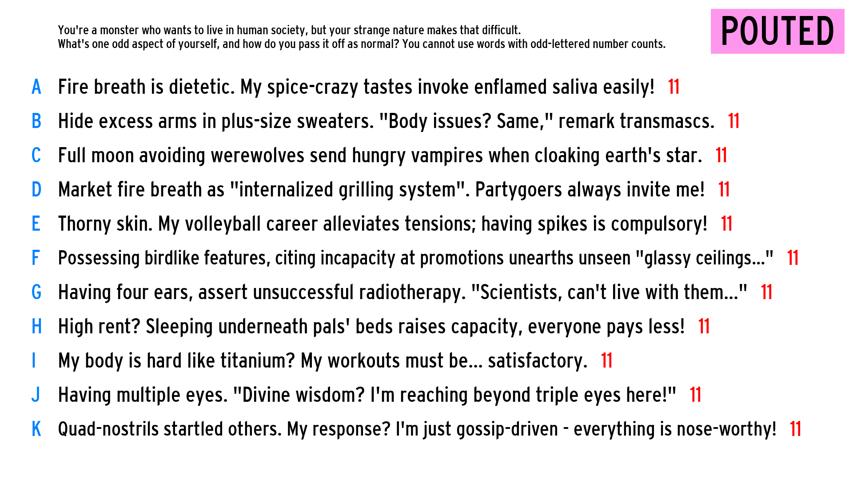 You're a monster who wants to live in human society, but your strange nature makes that difficult.
What's one odd aspect of yourself, and how do you pass it off as normal? You cannot use words with odd-lettered number counts.
POUTED
A Fire breath is dietetic. My spice-crazy tastes invoke enflamed saliva easily! 11
B Hide excess arms in plus-size sweaters. "Body issues? Same," remark transmascs. 11
C Full moon avoiding werewolves send hungry vampires when cloaking earth's star. 11
D Market fire breath as "internalized grilling system". Partygoers always invite me! 11
E Thorny skin. My volleyball career alleviates tensions; having spikes is compulsory! 11
F Possessing birdlike features, citing incapacity at promotions unearths unseen "glassy ceilings..." 11
G Having four ears, assert unsuccessful radiotherapy. "Scientists, can't live with them..." 11
H High rent? Sleeping underneath pals' beds raises capacity, everyone pays less! 11
I My body is hard like titanium? My workouts must be... satisfactory. 11
J Having multiple eyes. "Divine wisdom? I'm reaching beyond triple eyes here!" 11
K Quad-nostrils startled others. My response? I'm just gossip-driven - everything is nose-worthy! 11